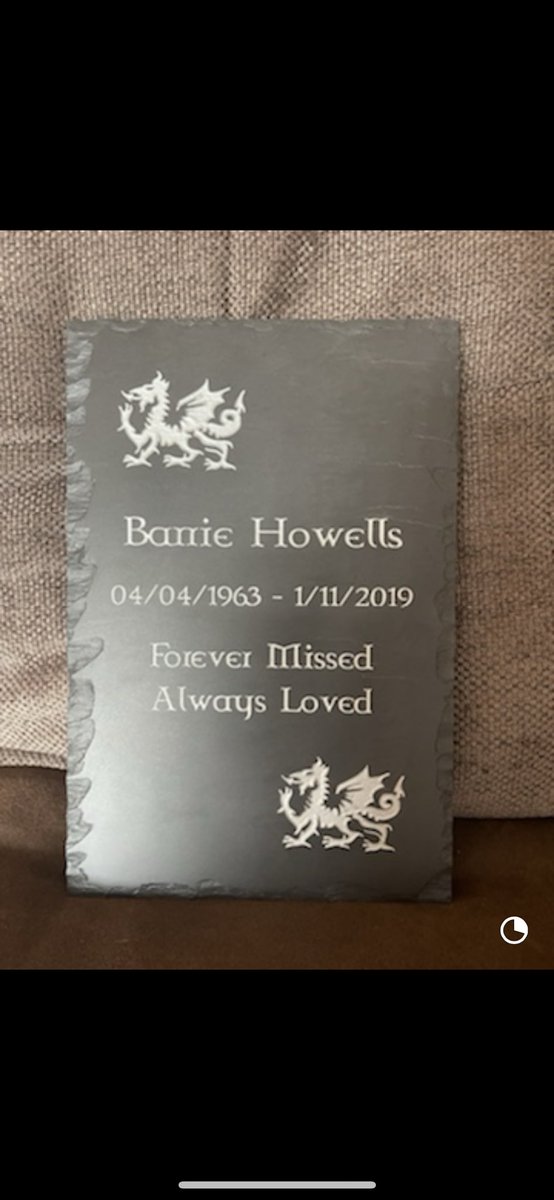 Barrie Howells
04/04/1963 - 1/11/2019
Forever Missed
Always Loved